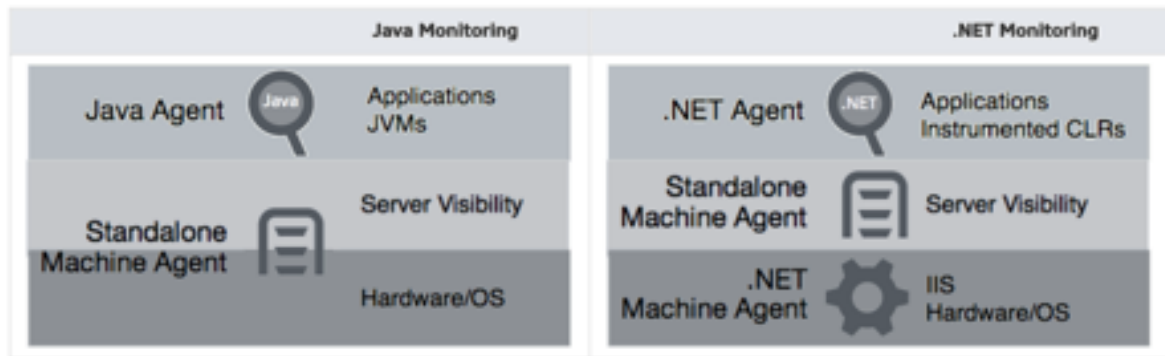 Java Monitoring
Java Agent
Java
Applications
JVMs
Standalone
Machine Agent
Server Visibility
Hardware/OS
.NET Monitoring
.NET Agent
.NET
Applications
Instrumented CLRs
Standalone
Machine Agent
Server Visibility
.NET
Machine Agent
IIS
Hardware/OS